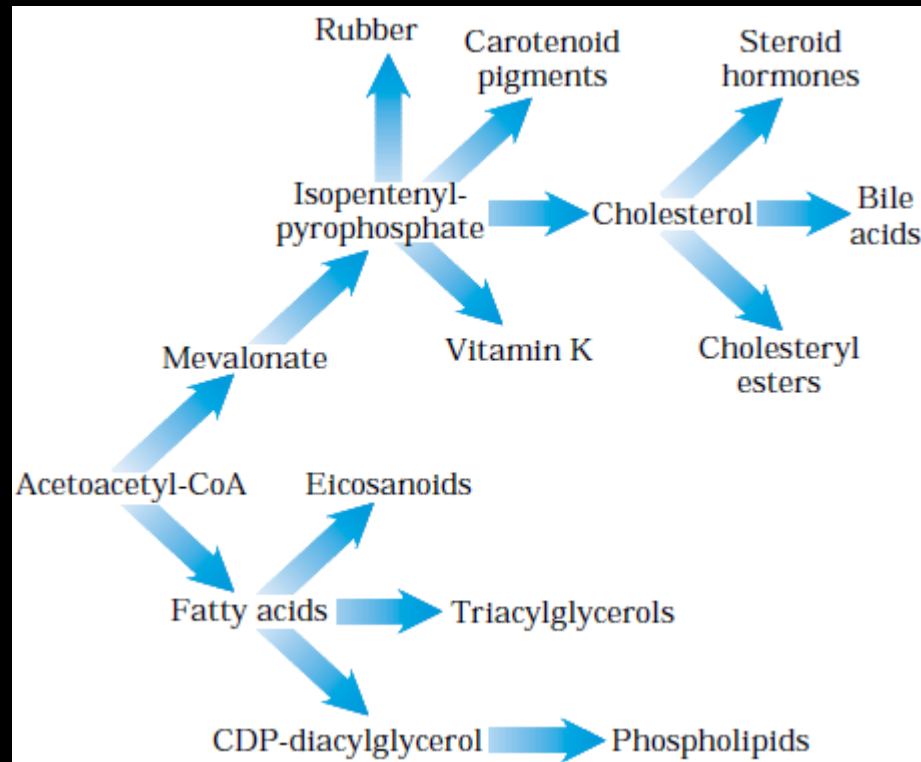 Rubber
Carotenoid
pigments
Steroid
hormones
Isopentenyl-
pyrophosphate
Cholesterol
Bile
acids
Mevalonate
Vitamin K
Cholesteryl
esters
Acetoacetyl-CoA
Eicosanoids
Fatty acids
Triacylglycerols
CDP-diacylglycerol
Phospholipids